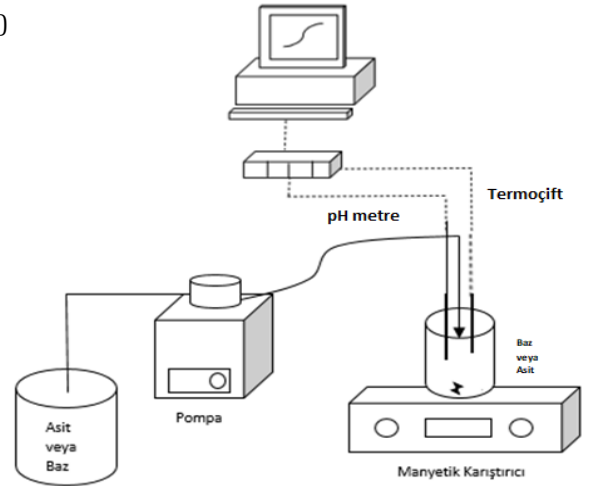 )
Termoçift
pH metre
Baz
veya
Asit
Pompa
Asit
veya
Baz
Manyetik Karıştırıcı